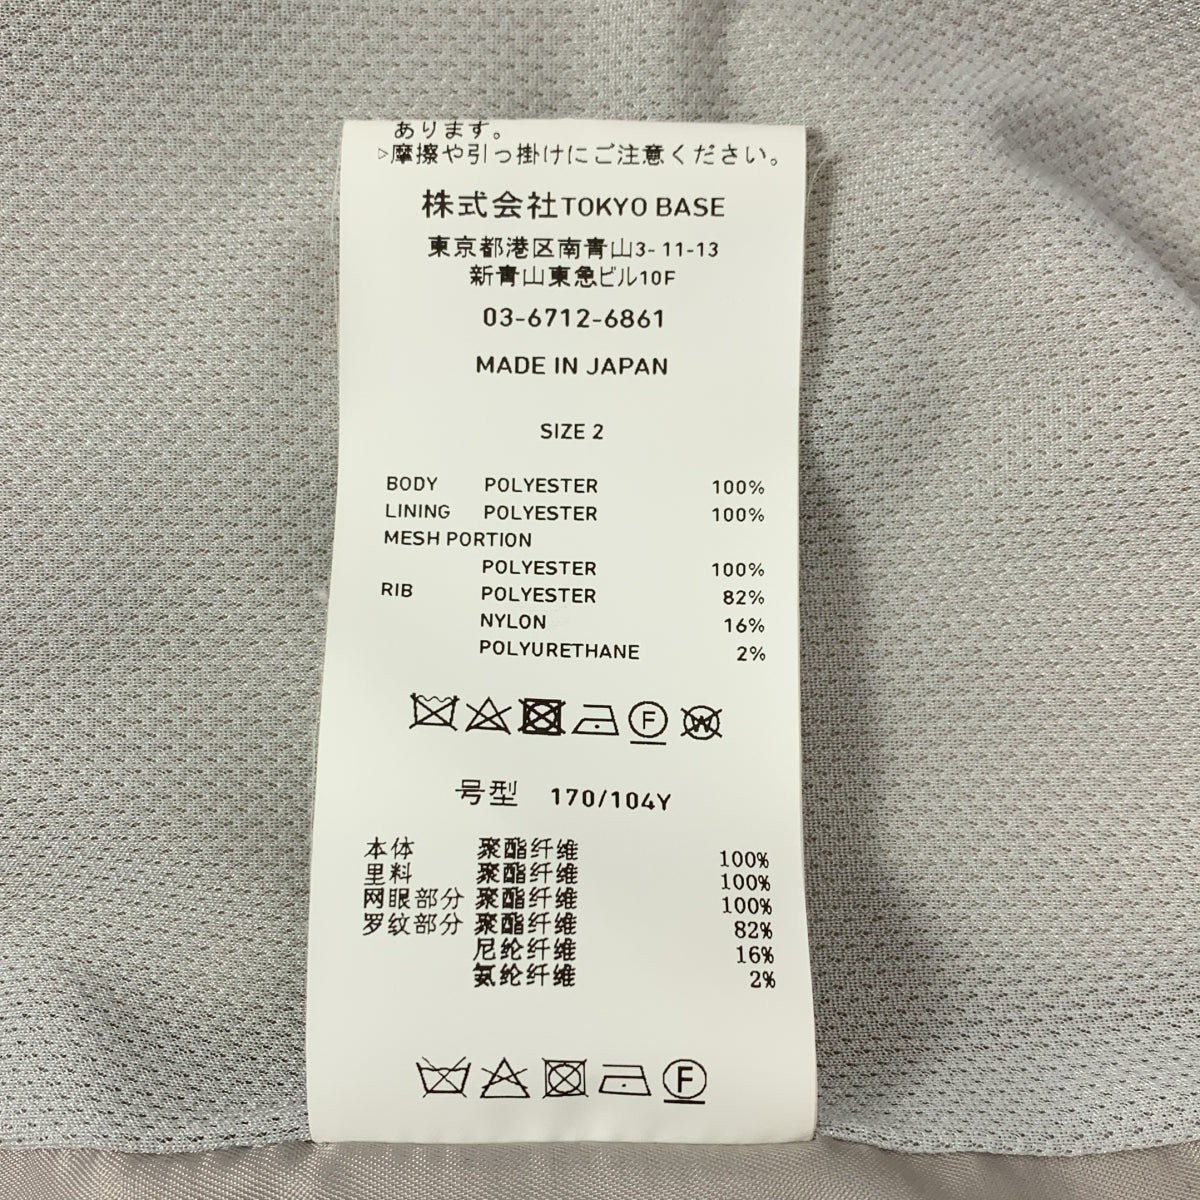 あります。
▷摩擦や引っ掛けにご注意ください。
株式会社TOKYO BASE
東京都港区南青山3-11-13
新青山東急ビル10F
03-6712-6861
MADE IN JAPAN
SIZE 2
BODY POLYESTER 100%
LINING POLYESTER 100%
MESH PORTION
POLYESTER 100%
RIB POLYESTER 82%
NYLON 16%
POLYURETHANE 2%
F W
号型 170/104Y
本体 聚酯纤维 100%
里料 聚酯纤维 100%
网眼部分 聚酯纤维 100%
罗纹部分 聚酯纤维 82%
尼纶纤维 16%
氨纶纤维 2%
F